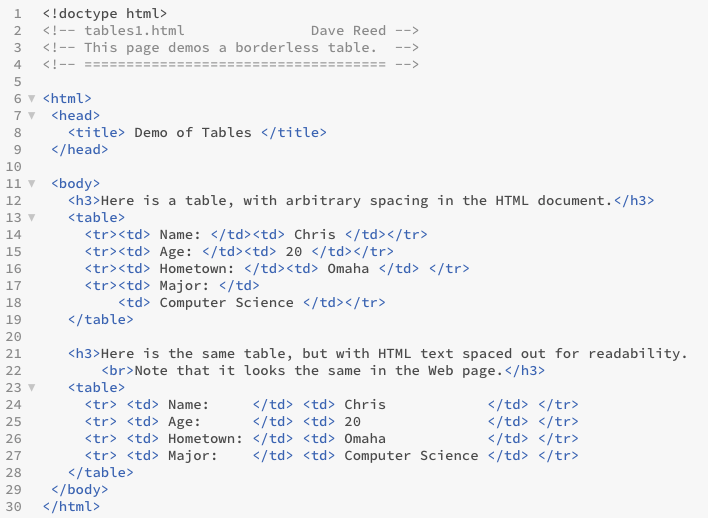 1 <!doctype html>
2 <!-- tables1.html               Dave Reed -->
3 <!-- This page demos a borderless table.  -->
4 <!-- ==================================== -->
5
6 <html>
7  <head>
8    <title> Demo of Tables </title>
9  </head>
10
11  <body>
12    <h3>Here is a table, with arbitrary spacing in the HTML document.</h3>
13    <table>
14      <tr><td> Name: </td><td> Chris </td></tr>
15      <tr><td> Age: </td><td> 20 </td></tr>
16      <tr><td> Hometown: </td><td> Omaha </td> </tr>
17      <tr><td> Major: </td>
18          <td> Computer Science </td></tr>
19    </table>
20
21    <h3>Here is the same table, but with HTML text spaced out for readability.
22        <br>Note that it looks the same in the Web page.</h3>
23    <table>
24      <tr> <td> Name:     </td> <td> Chris            </td> </tr>
25      <tr> <td> Age:      </td> <td> 20               </td> </tr>
26      <tr> <td> Hometown: </td> <td> Omaha            </td> </tr>
27      <tr> <td> Major:    </td> <td> Computer Science </td> </tr>
28    </table>
29  </body>
30 </html>